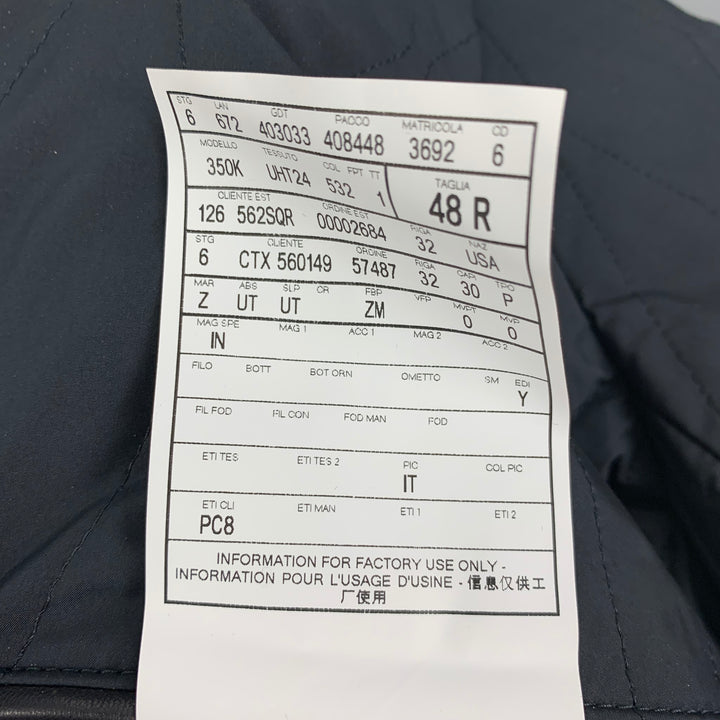 STG LAN GDT PACCO MATRICOLA CD
6 672 403033 408448 3692 6
MODELLO TESSUTO COL FPT TT TAGLIA
350K UHT24 532 1 48 R
CLIENTE EST ORDINE EST RIGA NAZ
126 562SQR 00002684 32 USA
STG CLIENTE ORDINE RIGA CAP TPO
6 CTX 560149 57487 32 30 P
MAR ABS SLP CR FBP VFP MVPT MVP
Z UT UT ZM 0 0
MAG SPE MAG 1 ACC 1 MAG 2 ACC 2
IN
FILO BOTT BOT ORN OMETTO SM EDI
Y
FIL FOD FIL CON FOD MAN FOD
ETI TES ETI TES 2 PIC COL PIC
IT
ETI CLI ETI MAN ETI 1 ETI 2
PC8
INFORMATION FOR FACTORY USE ONLY -
INFORMATION POUR L'USAGE D'USINE - 信息仅供工
厂使用